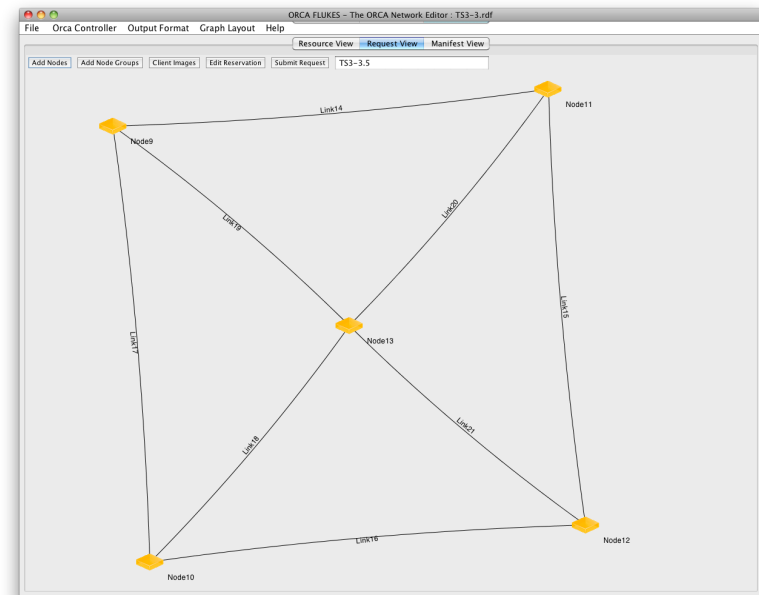 ORCA FLUKES – The ORCA Network Editor : TS3-3.rdf
File Orca Controller Output Format Graph Layout Help
Resource View Request View Manifest View
Add Nodes Add Node Groups Client Images Edit Reservation Submit Request TS3-3.5
Node11
Link14
Node9
Link20
Link19
Link15
Link17
Node13
Link21
Link18
Link16
Node12
Node10